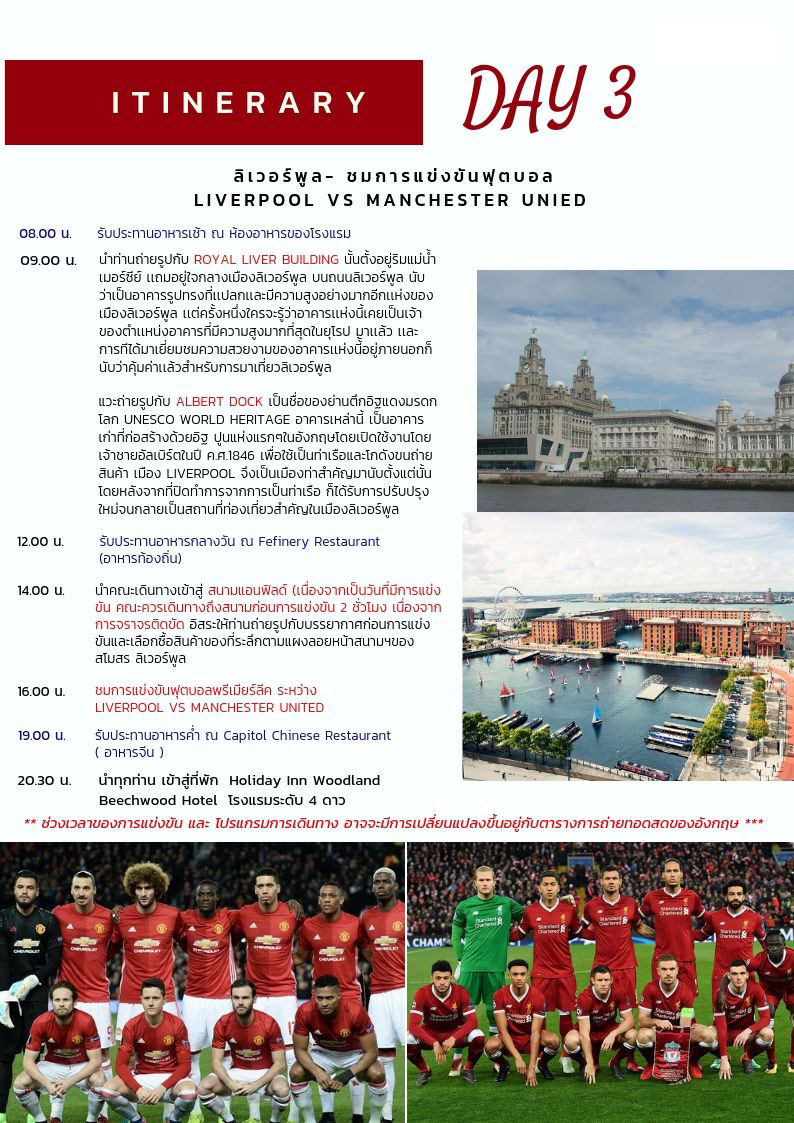 ITINERARY
DAY 3
ลิเวอร์พูล- ชมการแข่งขันฟุตบอล
LIVERPOOL VS MANCHESTER UNIED
08.00 น. รับประทานอาหารเช้า ณ ห้องอาหารของโรงแรม
09.00 น. นำท่านถ่ายรูปกับ ROYAL LIVER BUILDING นั้นตั้งอยู่ริมแม่น้ำ
เมอร์ซีย์ แถมอยู่ใจกลางเมืองลิเวอร์พูล บนถนนลิเวอร์พูล นับ
ว่าเป็นอาคารรูปทรงที่แปลกและมีความสูงอย่างมากอีกแห่งของ
เมืองลิเวอร์พูล แต่ครั้งหนึ่งใครจะรู้ว่าอาคารแห่งนี้เคยเป็นเจ้า
ของตำแหน่งอาคารที่มีความสูงมากที่สุดในยุโรป มาแล้ว และ
การที่ได้มาเยี่ยมชมความสวยงามของอาคารแห่งนี้อยู่ภายนอกก็
นับว่าคุ้มค่าแล้วสำหรับการมาเที่ยวลิเวอร์พูล
แวะถ่ายรูปกับ ALBERT DOCK เป็นชื่อของย่านตึกอิฐแดงมรดก
โลก UNESCO WORLD HERITAGE อาคารเหล่านี้ เป็นอาคาร
เก่าที่ก่อสร้างด้วยอิฐ ปูนแห่งแรกๆในอังกฤษโดยเปิดใช้งานโดย
เจ้าชายอัลเบิร์ตในปี ค.ศ.1846 เพื่อใช้เป็นท่าเรือและโกดังขนถ่าย
สินค้า เมือง LIVERPOOL จึงเป็นเมืองท่าสำคัญมานับตั้งแต่นั้น
โดยหลังจากที่ปิดทำการจากการเป็นท่าเรือ ก็ได้รับการปรับปรุง
ใหม่จนกลายเป็นสถานที่ท่องเที่ยวสำคัญในเมืองลิเวอร์พูล
12.00 น. รับประทานอาหารกลางวัน ณ Fefinery Restaurant
(อาหารท้องถิ่น)
14.00 น. นำคณะเดินทางเข้าสู่ สนามแอนฟิลด์ (เนื่องจากเป็นวันที่มีการแข่ง
ขัน คณะควรเดินทางถึงสนามก่อนการแข่งขัน 2 ชั่วโมง เนื่องจาก
การจราจรติดขัด อิสระให้ท่านถ่ายรูปกับบรรยากาศก่อนการแข่ง
ขันและเลือกซื้อสินค้าของที่ระลึกตามแผงลอยหน้าสนามฯของ
สโมสร ลิเวอร์พูล
16.00 น. ชมการแข่งขันฟุตบอลพรีเมียร์ลีค ระหว่าง
LIVERPOOL VS MANCHESTER UNITED
19.00 น. รับประทานอาหารค่ำ ณ Capitol Chinese Restaurant
( อาหารจีน )
20.30 น. นำทุกท่าน เข้าสู่ที่พัก Holiday Inn Woodland
Beechwood Hotel โรงแรมระดับ 4 ดาว
** ช่วงเวลาของการแข่งขัน และ โปรแกรมการเดินทาง อาจจะมีการเปลี่ยนแปลงขึ้นอยู่กับตารางการถ่ายทอดสดของอังกฤษ ***
CHEVROLET
CHEVROLET
CHEVROLET
CHEVROLET
CHEVROLET
Standard Chartered
Standard Chartered
Standard Chartered